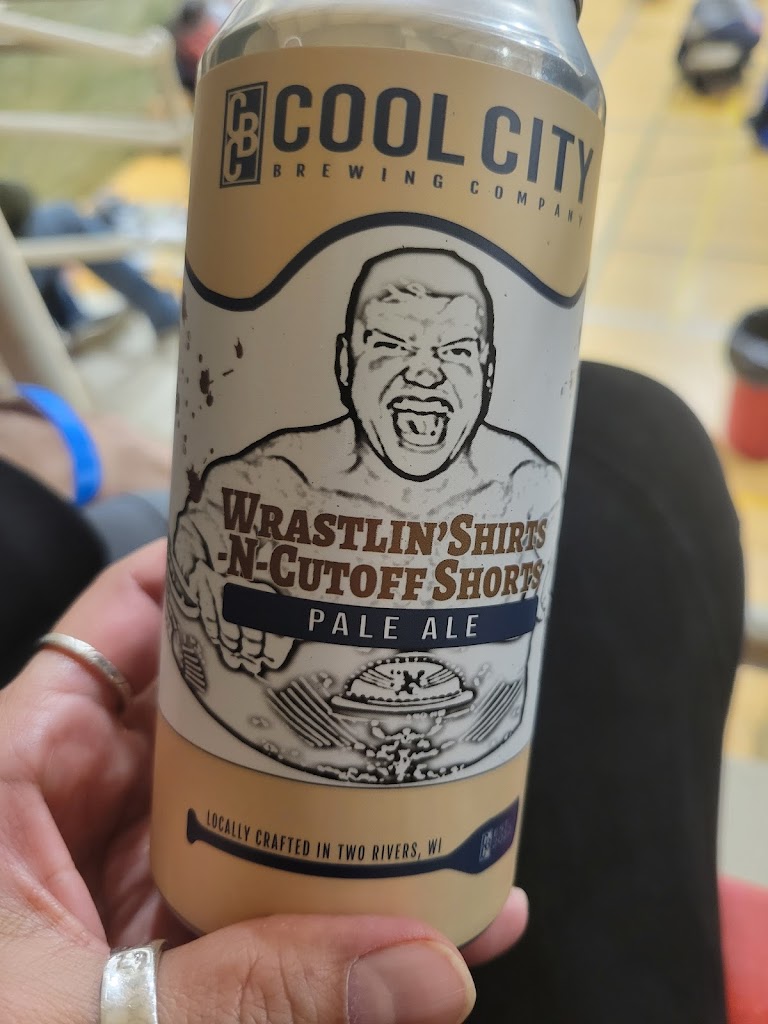 CBC
COOL CITY
BREWING COMPANY
WRASTLIN' SHIRTS
-N- CUTOFF SHORTS
PALE ALE
LOCALLY CRAFTED IN TWO RIVERS, WI